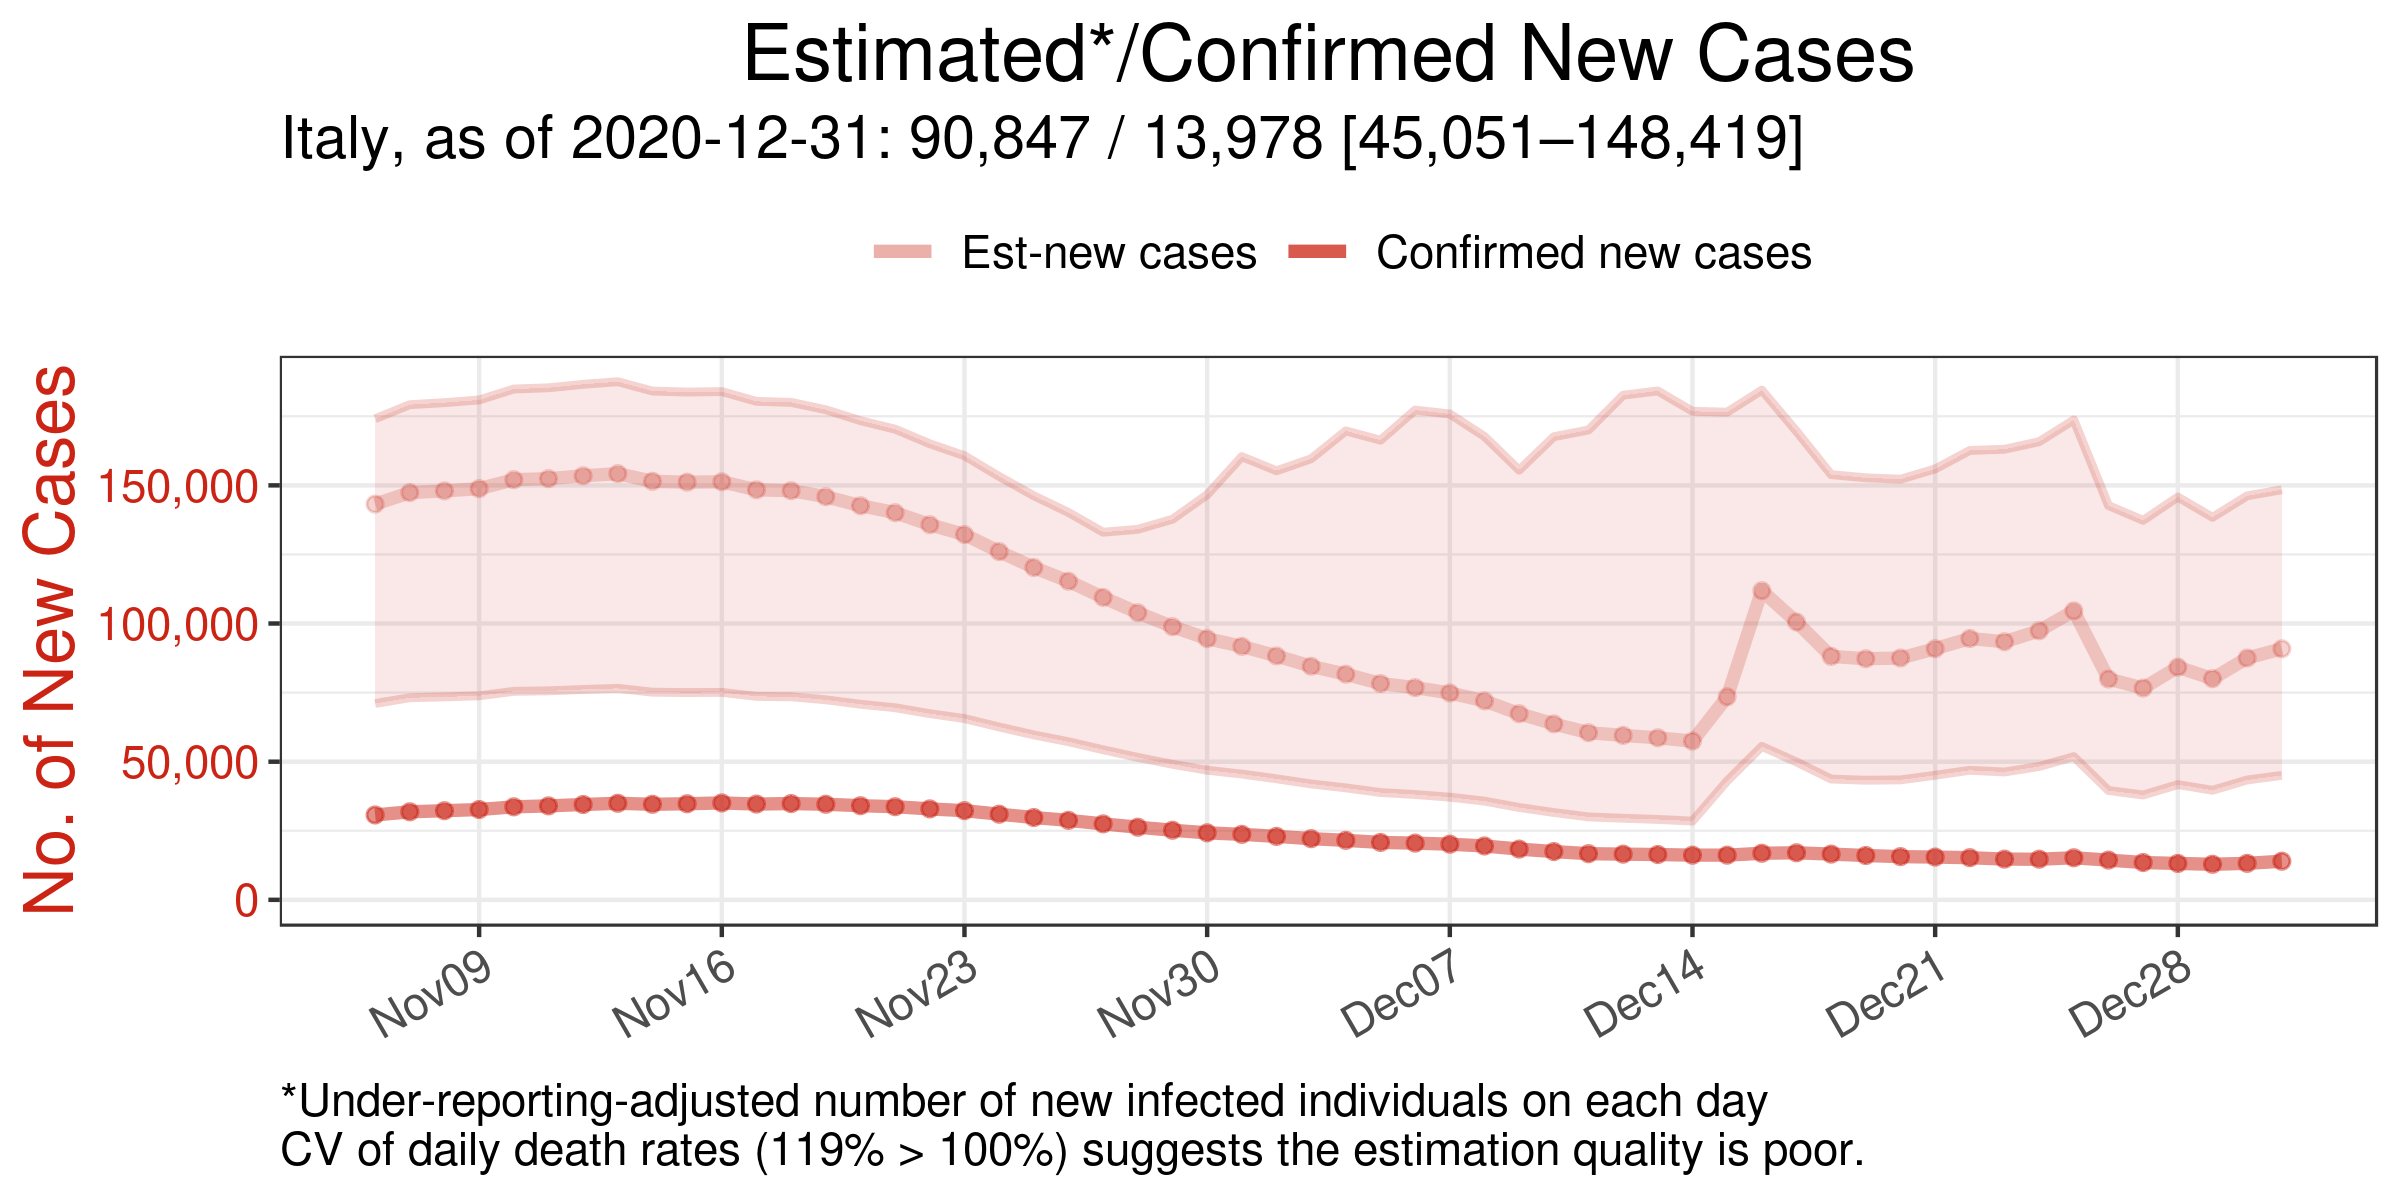 Estimated*/Confirmed New Cases
Italy, as of 2020-12-31: 90,847 / 13,978 [45,051–148,419]
Est-new cases
Confirmed new cases
No. of New Cases
150,000
100,000
50,000
0
Nov09
Nov16
Nov23
Nov30
Dec07
Dec14
Dec21
Dec28
*Under-reporting-adjusted number of new infected individuals on each day
CV of daily death rates (119% > 100%) suggests the estimation quality is poor.